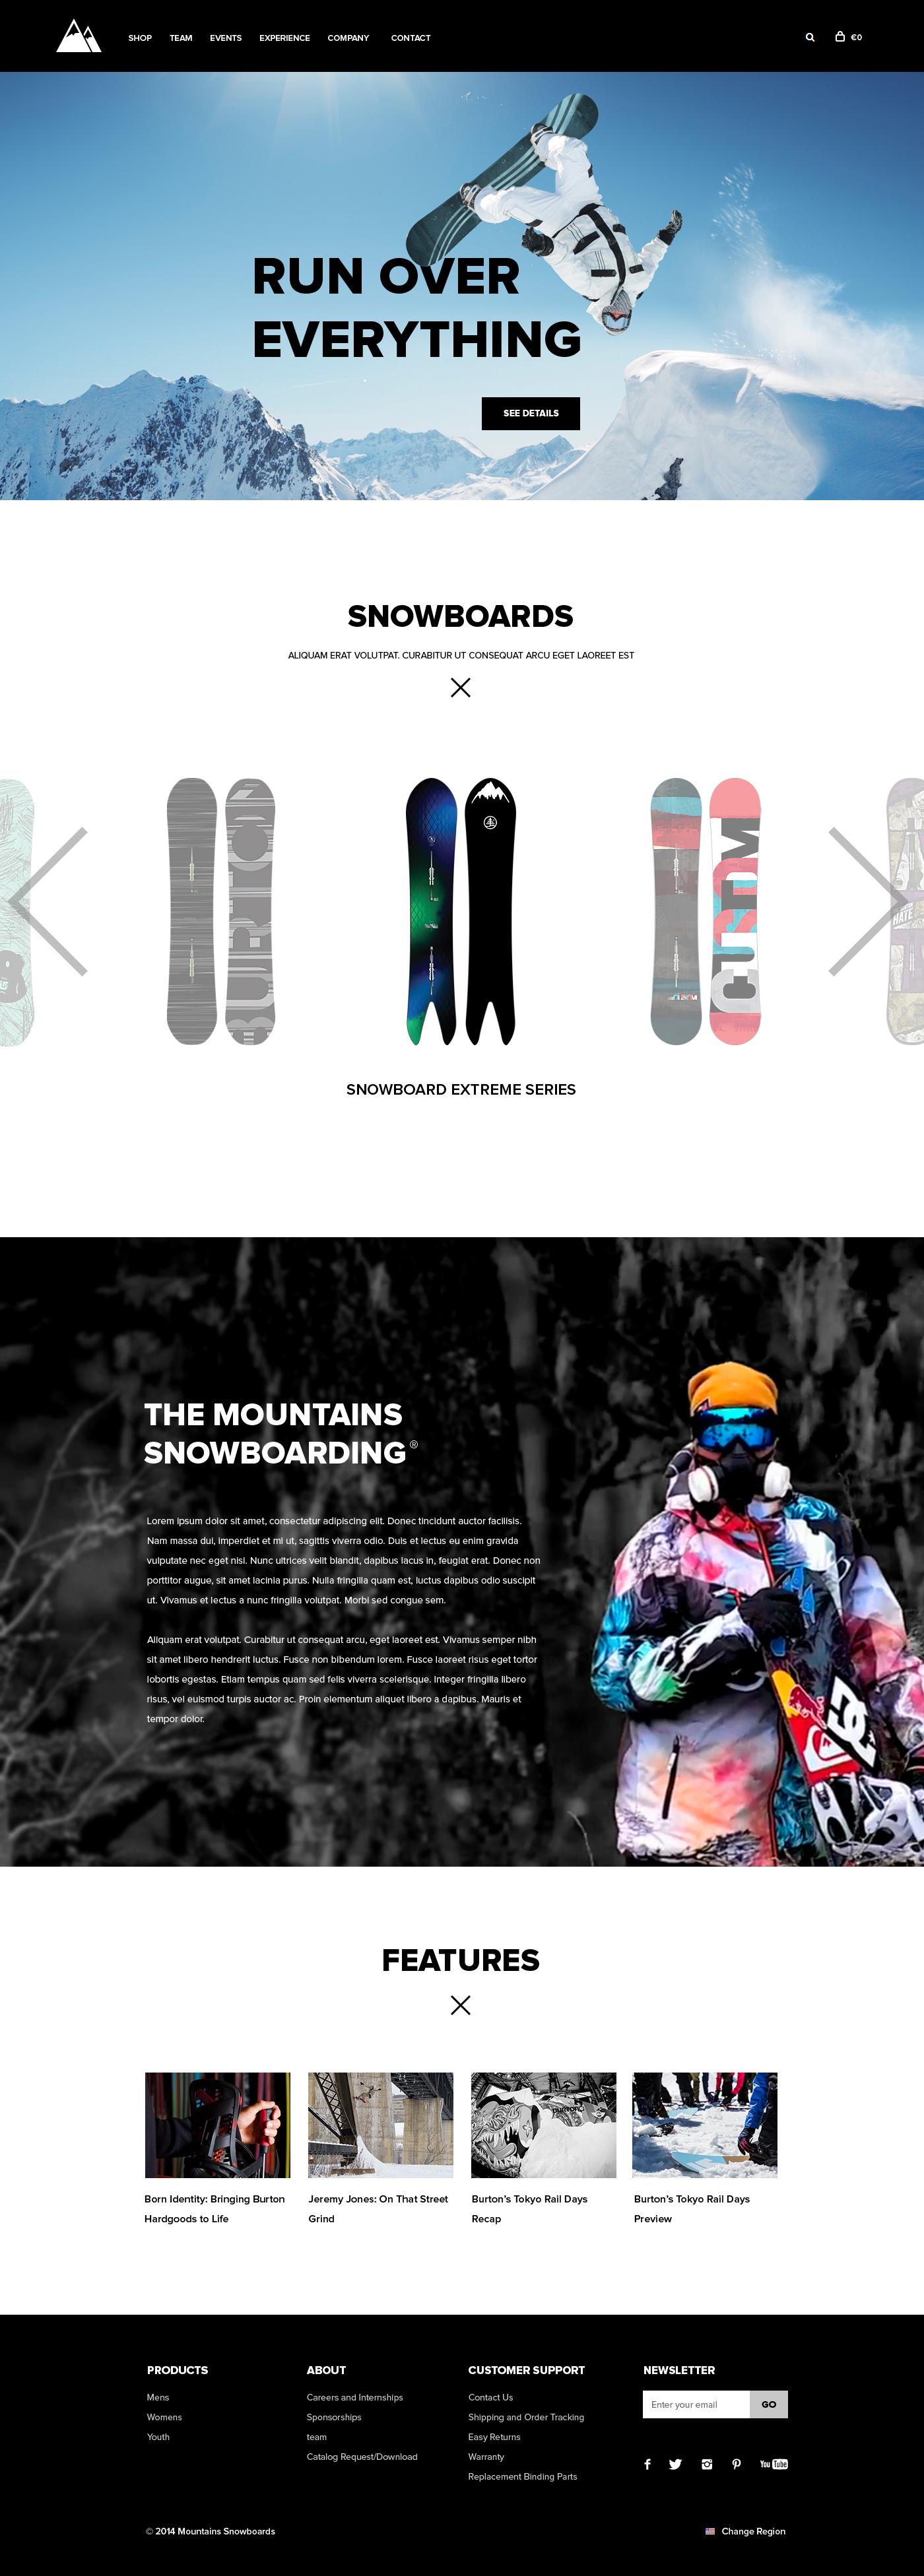 SHOP TEAM EVENTS EXPERIENCE COMPANY CONTACT €0
RUN OVER
EVERYTHING
SEE DETAILS
SNOWBOARDS
ALIQUAM ERAT VOLUTPAT. CURABITUR UT CONSEQUAT ARCU EGET LAOREET EST
BURTON
CUSTOM
HATE
SNOWBOARD EXTREME SERIES
THE MOUNTAINS
SNOWBOARDING ®
Lorem ipsum dolor sit amet, consectetur adipiscing elit. Donec tincidunt auctor facilisis.
Nam massa dui, imperdiet et mi ut, sagittis viverra odio. Duis et lectus eu enim gravida
vulputate nec eget nisl. Nunc ultrices velit blandit, dapibus lacus in, feugiat erat. Donec non
porttitor augue, sit amet lacinia purus. Nulla fringilla quam est, luctus dapibus odio suscipit
ut. Vivamus et lectus a nunc fringilla volutpat. Morbi sed congue sem.
Aliquam erat volutpat. Curabitur ut consequat arcu, eget laoreet est. Vivamus semper nibh
sit amet libero hendrerit luctus. Fusce non bibendum lorem. Fusce laoreet risus eget tortor
lobortis egestas. Etiam tempus quam sed felis viverra scelerisque. Integer fringilla libero
risus, vel euismod turpis auctor ac. Proin elementum aliquet libero a dapibus. Mauris et
tempor dolor.
FEATURES
BURTON
Born Identity: Bringing Burton
Hardgoods to Life
Jeremy Jones: On That Street
Grind
Burton’s Tokyo Rail Days
Recap
Burton’s Tokyo Rail Days
Preview
PRODUCTS
Mens
Womens
Youth
ABOUT
Careers and Internships
Sponsorships
team
Catalog Request/Download
CUSTOMER SUPPORT
Contact Us
Shipping and Order Tracking
Easy Returns
Warranty
Replacement Binding Parts
NEWSLETTER
Enter your email GO
You Tube
© 2014 Mountains Snowboards
Change Region